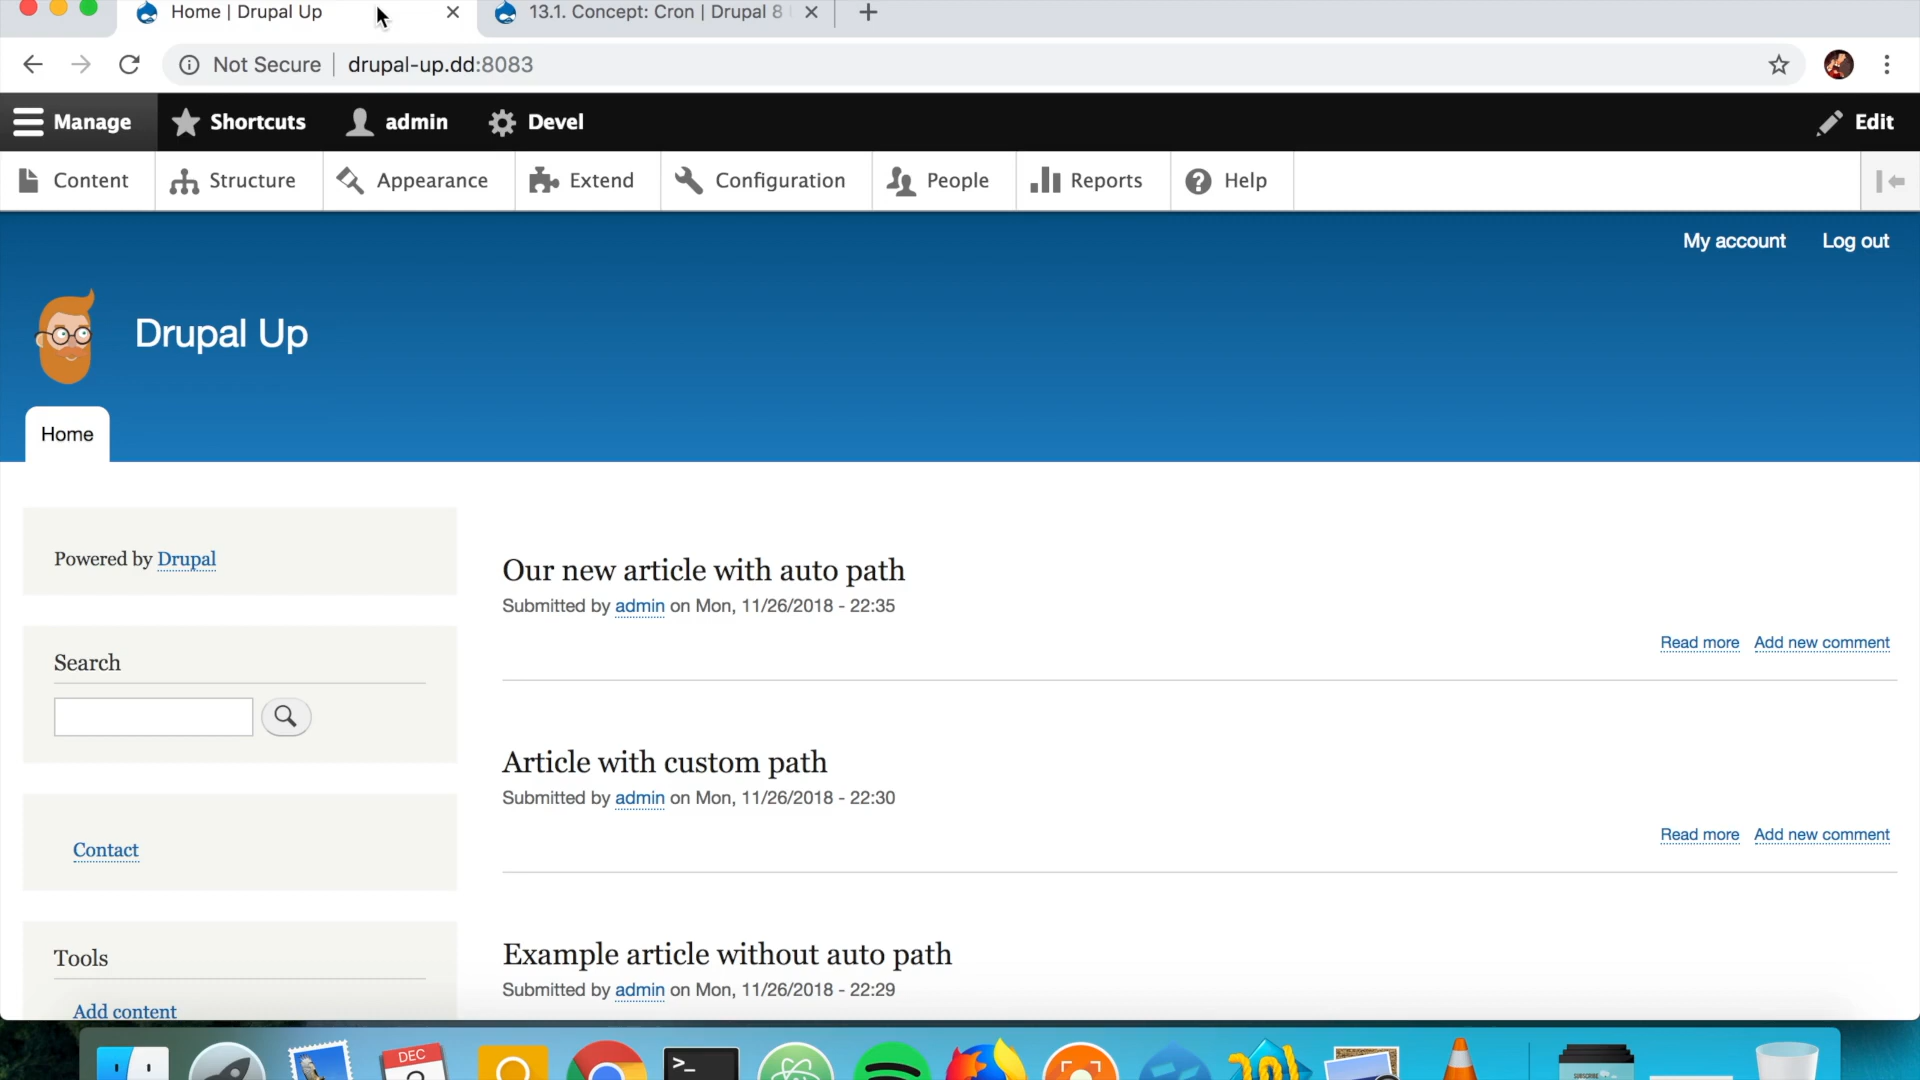 Home | Drupal Up
13.1. Concept: Cron | Drupal 8
Not Secure
drupal-up.dd:8083
Manage
Shortcuts
admin
Devel
Edit
Content
Structure
Appearance
Extend
Configuration
People
Reports
Help
My account
Log out
Drupal Up
Home
Powered by Drupal
Search
Contact
Tools
Add content
Our new article with auto path
Submitted by admin on Mon, 11/26/2018 - 22:35
Read more
Add new comment
Article with custom path
Submitted by admin on Mon, 11/26/2018 - 22:30
Read more
Add new comment
Example article without auto path
Submitted by admin on Mon, 11/26/2018 - 22:29
DEC
>_
SUBSCRIBE